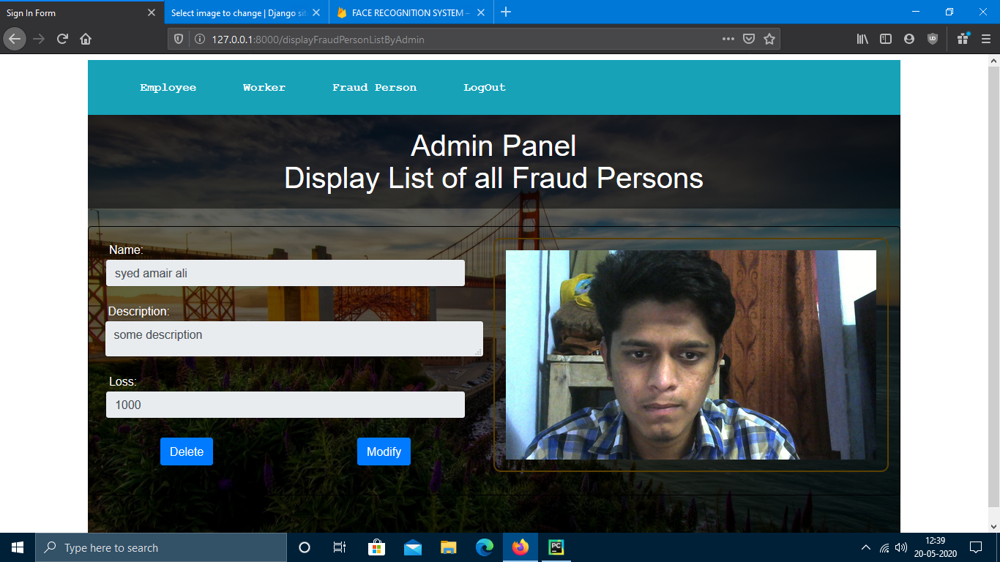 Sign In Form
Select image to change | Django sit
FACE RECOGNITION SYSTEM –
127.0.0.1:8000/displayFraudPersonListByAdmin
Employee Worker Fraud Person LogOut
Admin Panel
Display List of all Fraud Persons
Name:
syed amair ali
Description:
some description
Loss:
1000
Delete Modify
Type here to search
PC
12:39
20-05-2020